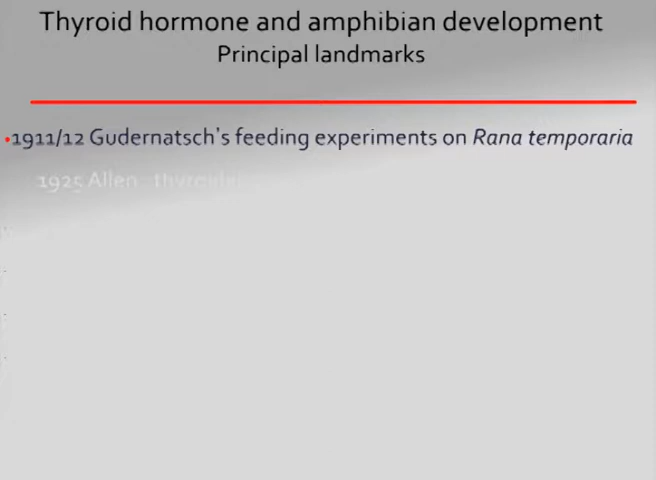 Thyroid hormone and amphibian development
Principal landmarks
•1911/12 Gudernatsch's feeding experiments on Rana temporaria
1925 Allen